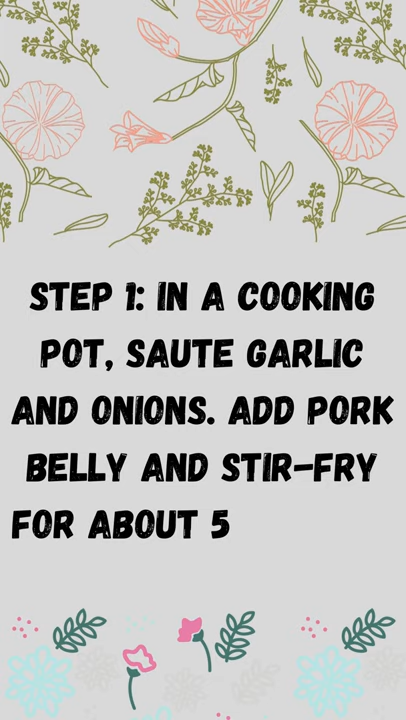 STEP 1: IN A COOKING
POT, SAUTE GARLIC
AND ONIONS. ADD PORK
BELLY AND STIR-FRY
FOR ABOUT 5